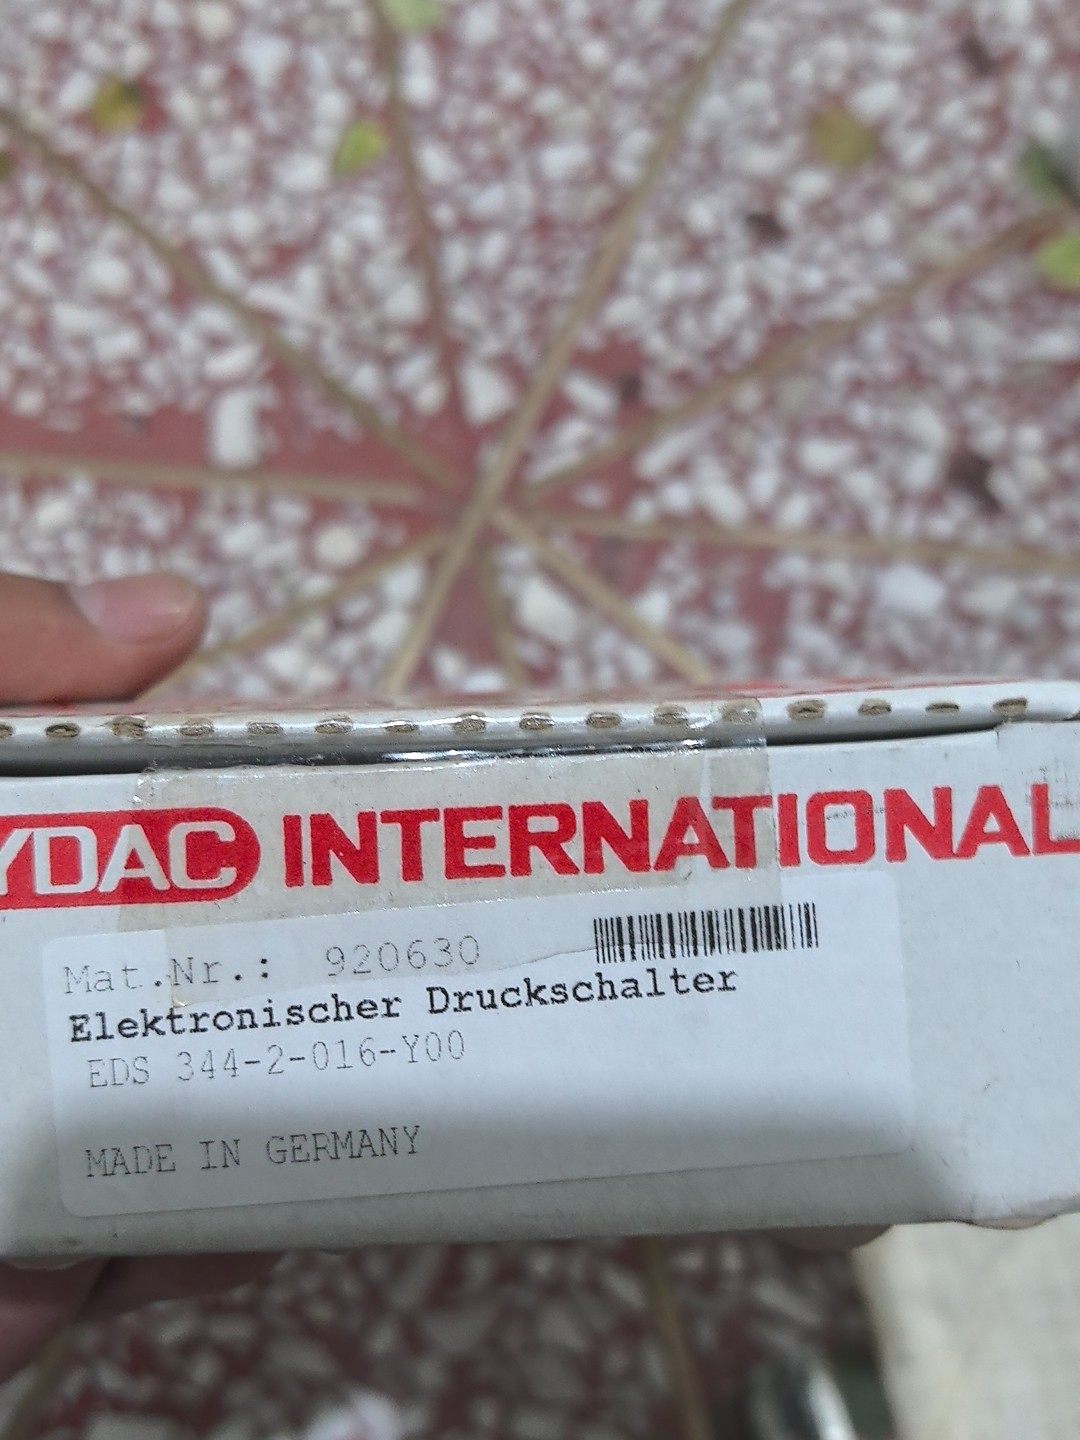 YDAC INTERNATIONAL
Mat.Nr.: 920630
Elektronischer Druckschalter
EDS 344-2-016-Y00
MADE IN GERMANY